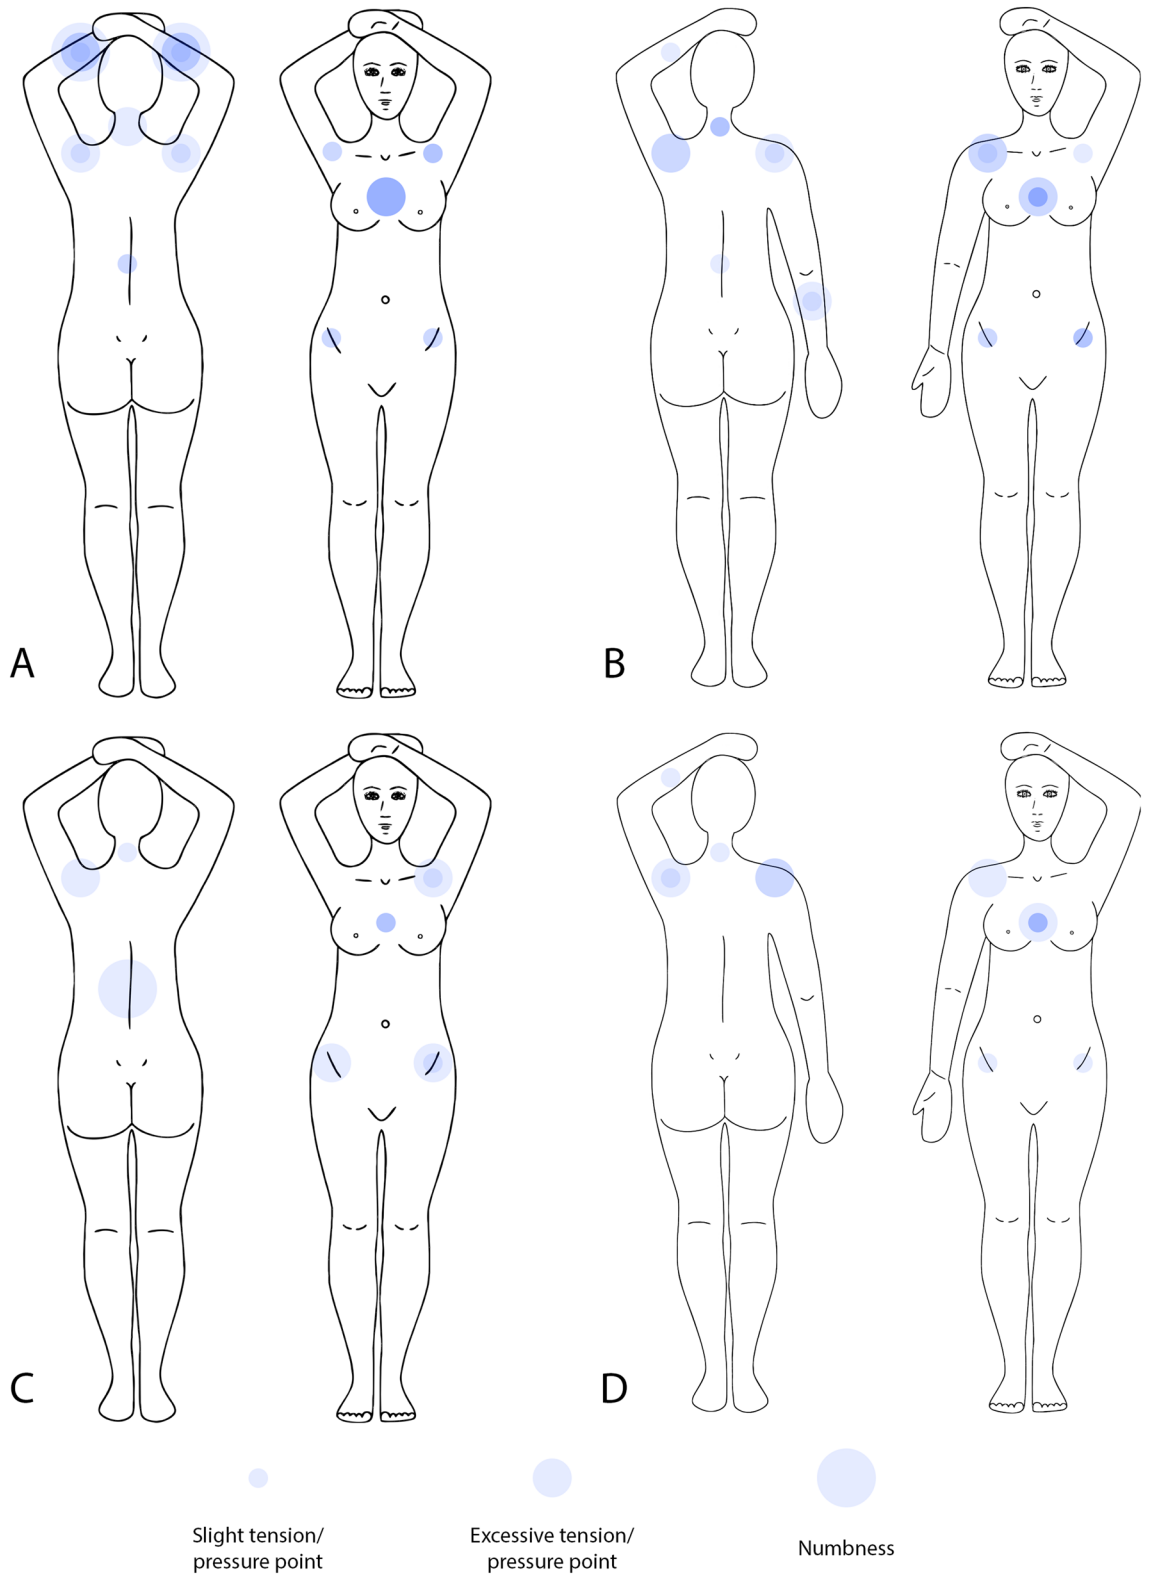 A
B
C
D
Slight tension/
pressure point
Excessive tension/
pressure point
Numbness